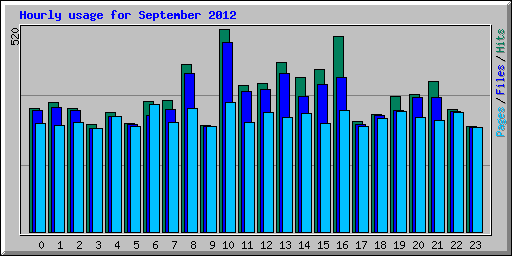 Hourly usage for September 2012
520
Pages / Files / Hits
0 1 2 3 4 5 6 7 8 9 10 11 12 13 14 15 16 17 18 19 20 21 22 23